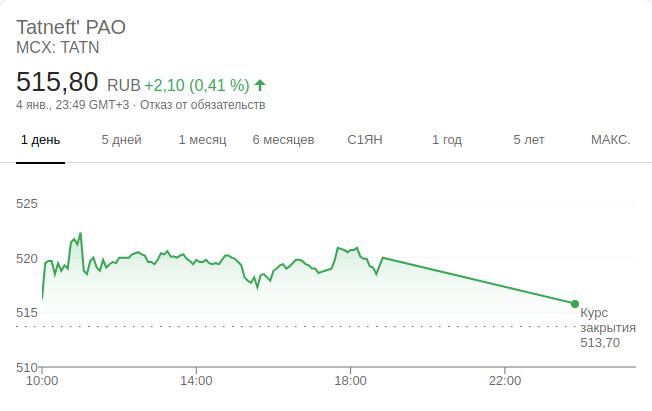 Tatneft' PAO
MCX: TATN
515,80 RUB +2,10 (0,41 %)
4 янв., 23:49 GMT+3 · Отказ от обязательств
1 день 5 дней 1 месяц 6 месяцев С1ЯН 1 год 5 лет МАКС.
525
520
515
Курс
закрытия
513,70
510
10:00 14:00 18:00 22:00